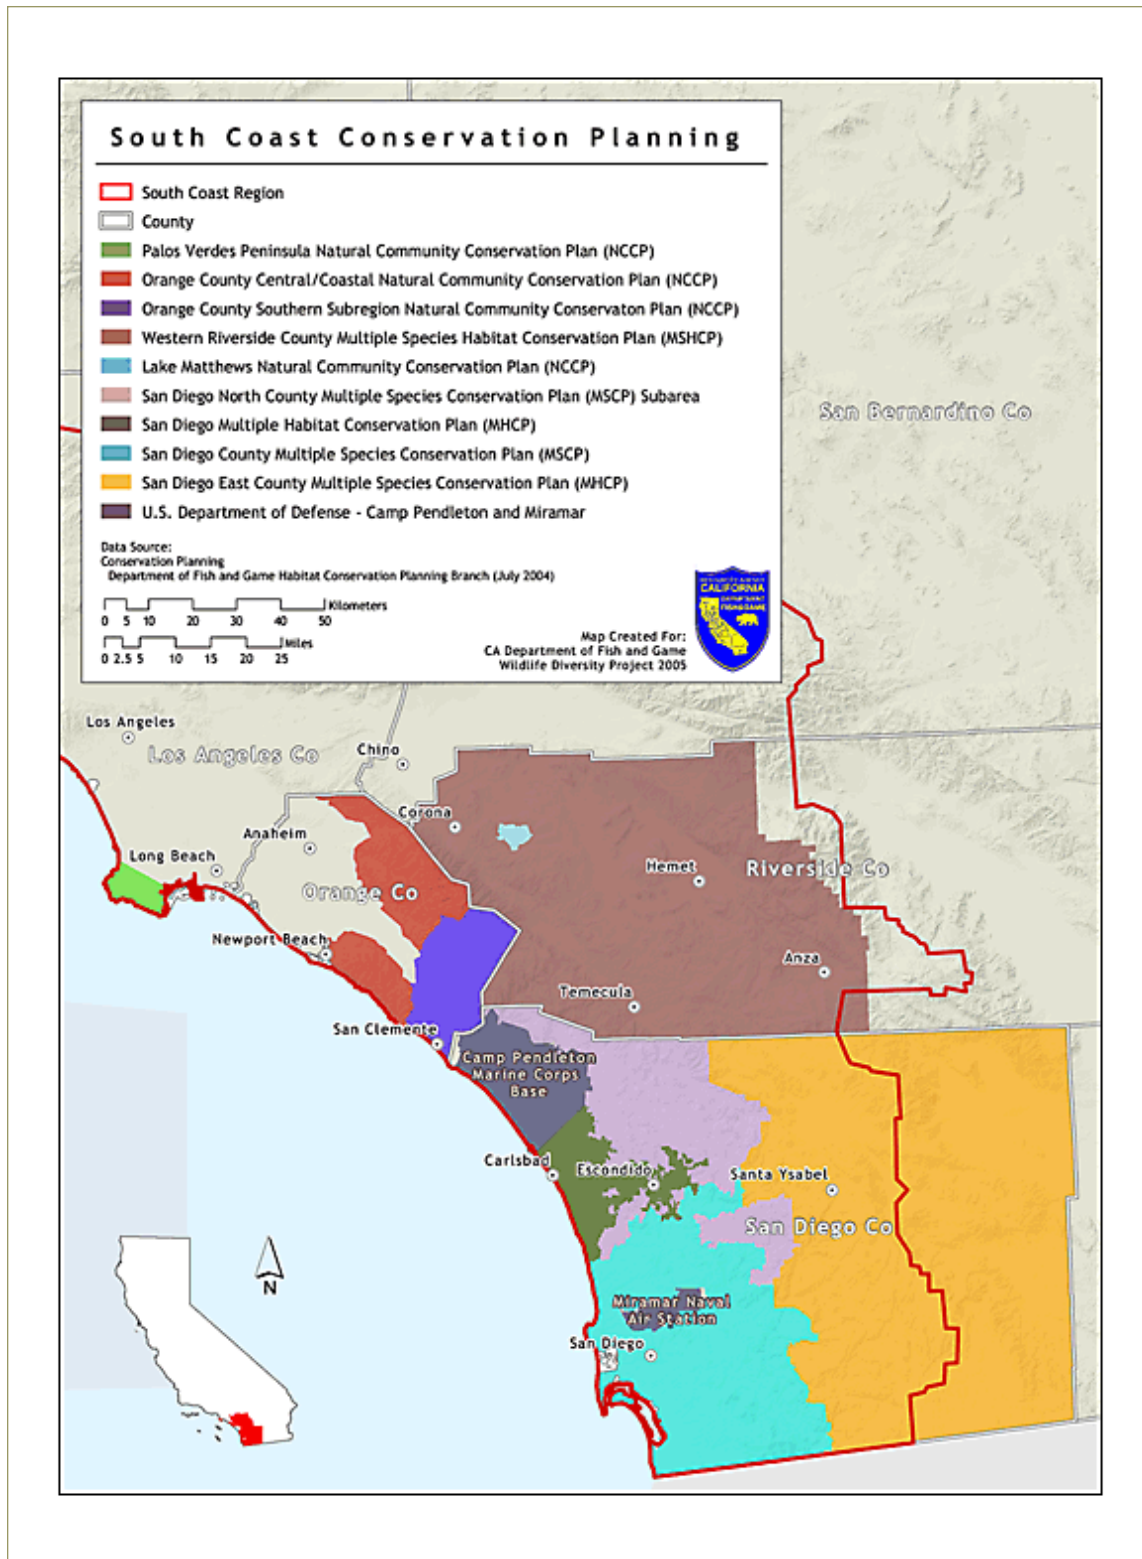 South Coast Conservation Planning
South Coast Region
County
Palos Verdes Peninsula Natural Community Conservation Plan (NCCP)
Orange County Central/Coastal Natural Community Conservation Plan (NCCP)
Orange County Southern Subregion Natural Community Conservaton Plan (NCCP)
Western Riverside County Multiple Species Habitat Conservation Plan (MSHCP)
Lake Matthews Natural Community Conservation Plan (NCCP)
San Diego North County Multiple Species Conservation Plan (MSCP) Subarea
San Diego Multiple Habitat Conservation Plan (MHCP)
San Diego County Multiple Species Conservation Plan (MSCP)
San Diego East County Multiple Species Conservation Plan (MHCP)
U.S. Department of Defense - Camp Pendleton and Miramar
Data Source:
Conservation Planning
Department of Fish and Game Habitat Conservation Planning Branch (July 2004)
Kilometers
0 5 10 20 30 40 50
Miles
0 2.5 5 10 15 20 25
CALIFORNIA
DEPARTMENT
FISH&GAME
Map Created For:
CA Department of Fish and Game
Wildlife Diversity Project 2005
San Bernardino Co
Los Angeles
Los Angeles Co
Chino
Corona
Anaheim
Long Beach
Hemet
Riverside Co
Orange Co
Newport Beach
Anza
Temecula
San Clemente
Camp Pendleton
Marine Corps
Base
Carlsbad
Escondido
Santa Ysabel
San Diego Co
Miramar Naval
Air Station
San Diego
N